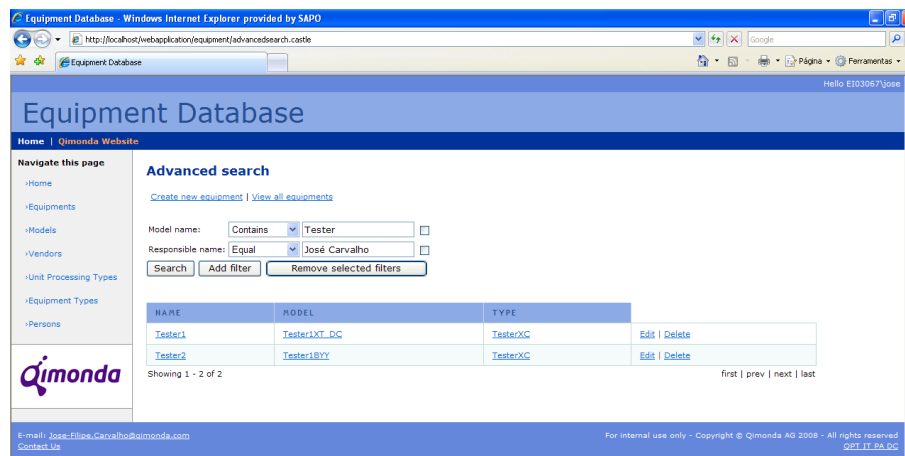 Equipment Database - Windows Internet Explorer provided by SAPO
http://localhost/webapplication/equipment/advancedsearch.castle
Google
Equipment Database
Página
Ferramentas
Hello EI03067\jose
Equipment Database
Home | Qimonda Website
Navigate this page
›Home
›Equipments
›Models
›Vendors
›Unit Processing Types
›Equipment Types
›Persons
qimonda
Advanced search
Create new equipment | View all equipments
Model name: Contains Tester
Responsible name: Equal José Carvalho
Search Add filter Remove selected filters
NAME MODEL TYPE
Tester1 Tester1XT_DC TesterXC Edit | Delete
Tester2 Tester1BYY TesterXC Edit | Delete
Showing 1 - 2 of 2 first | prev | next | last
E-mail: Jose-Filipe.Carvalho@qimonda.com
Contact Us
For internal use only - Copyright © Qimonda AG 2008 - All rights reserved
QPT IT PA DC